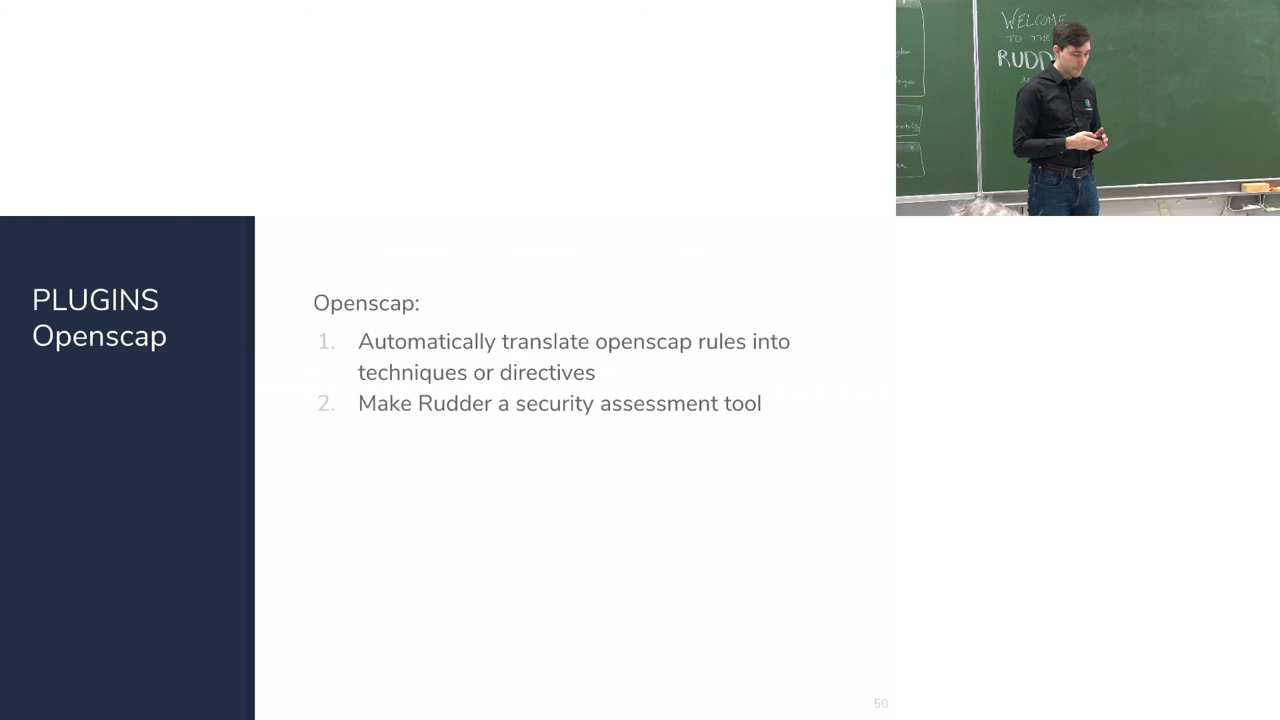 WELCOME
TO THE
RUDD
PLUGINS
Openscap
Openscap:
1. Automatically translate openscap rules into
techniques or directives
2. Make Rudder a security assessment tool
50